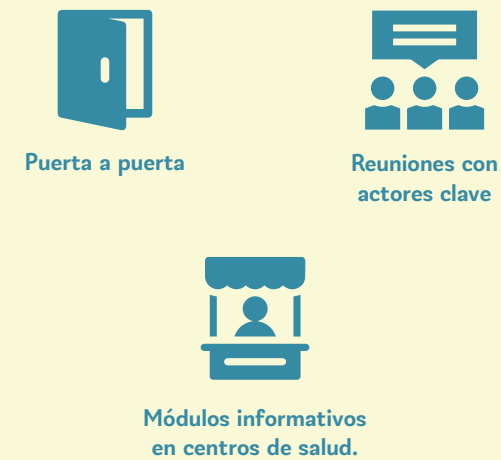 Puerta a puerta
Reuniones con
actores clave
Módulos informativos
en centros de salud.